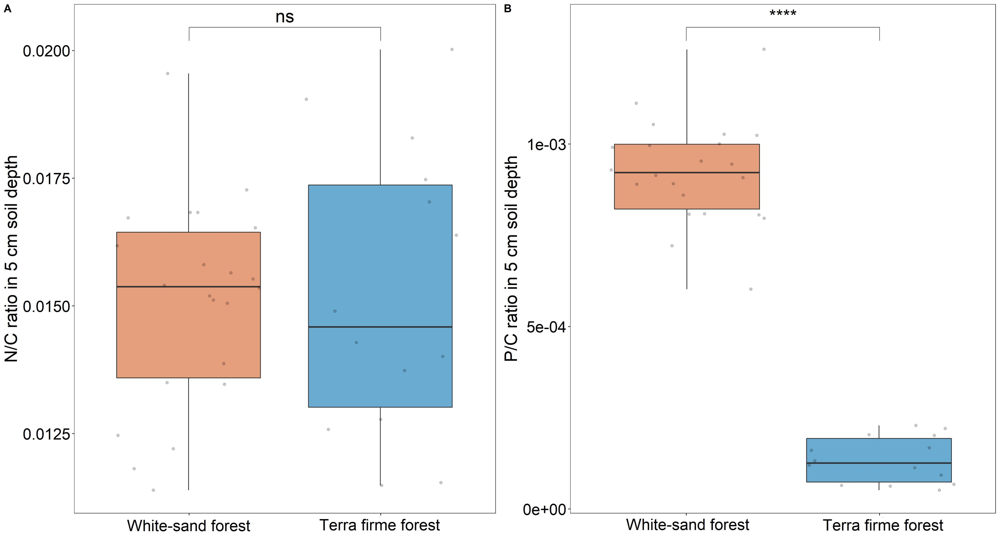 A
ns
0.0200
0.0175
0.0150
0.0125
N/C ratio in 5 cm soil depth
White-sand forest
Terra firme forest
B
****
1e-03
5e-04
0e+00
P/C ratio in 5 cm soil depth
White-sand forest
Terra firme forest